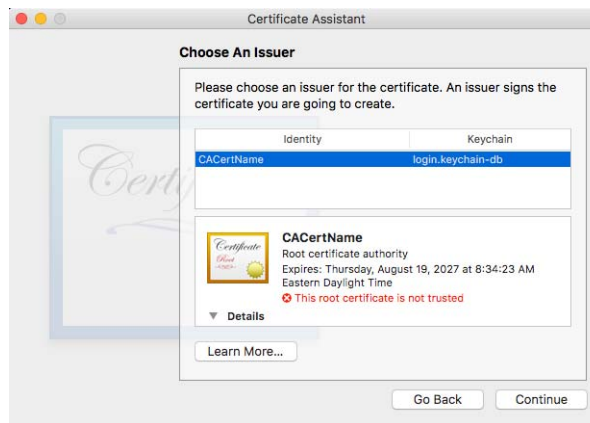 Certificate Assistant
Choose An Issuer
Please choose an issuer for the certificate. An issuer signs the
certificate you are going to create.
Identity Keychain
CACertName login.keychain-db
Certificate
Root
CACertName
Root certificate authority
Expires: Thursday, August 19, 2027 at 8:34:23 AM
Eastern Daylight Time
This root certificate is not trusted
Details
Learn More...
Go Back Continue